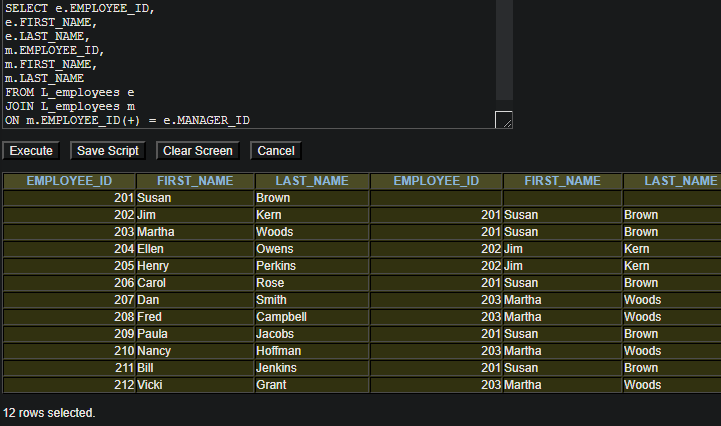 SELECT e.EMPLOYEE_ID,
e.FIRST_NAME,
e.LAST_NAME,
m.EMPLOYEE_ID,
m.FIRST_NAME,
m.LAST_NAME
FROM L_employees e
JOIN L_employees m
ON m.EMPLOYEE_ID(+) = e.MANAGER_ID
Execute Save Script Clear Screen Cancel
EMPLOYEE_ID FIRST_NAME LAST_NAME EMPLOYEE_ID FIRST_NAME LAST_NAME
201 Susan Brown
202 Jim Kern 201 Susan Brown
203 Martha Woods 201 Susan Brown
204 Ellen Owens 202 Jim Kern
205 Henry Perkins 202 Jim Kern
206 Carol Rose 201 Susan Brown
207 Dan Smith 203 Martha Woods
208 Fred Campbell 203 Martha Woods
209 Paula Jacobs 201 Susan Brown
210 Nancy Hoffman 203 Martha Woods
211 Bill Jenkins 201 Susan Brown
212 Vicki Grant 203 Martha Woods
12 rows selected.